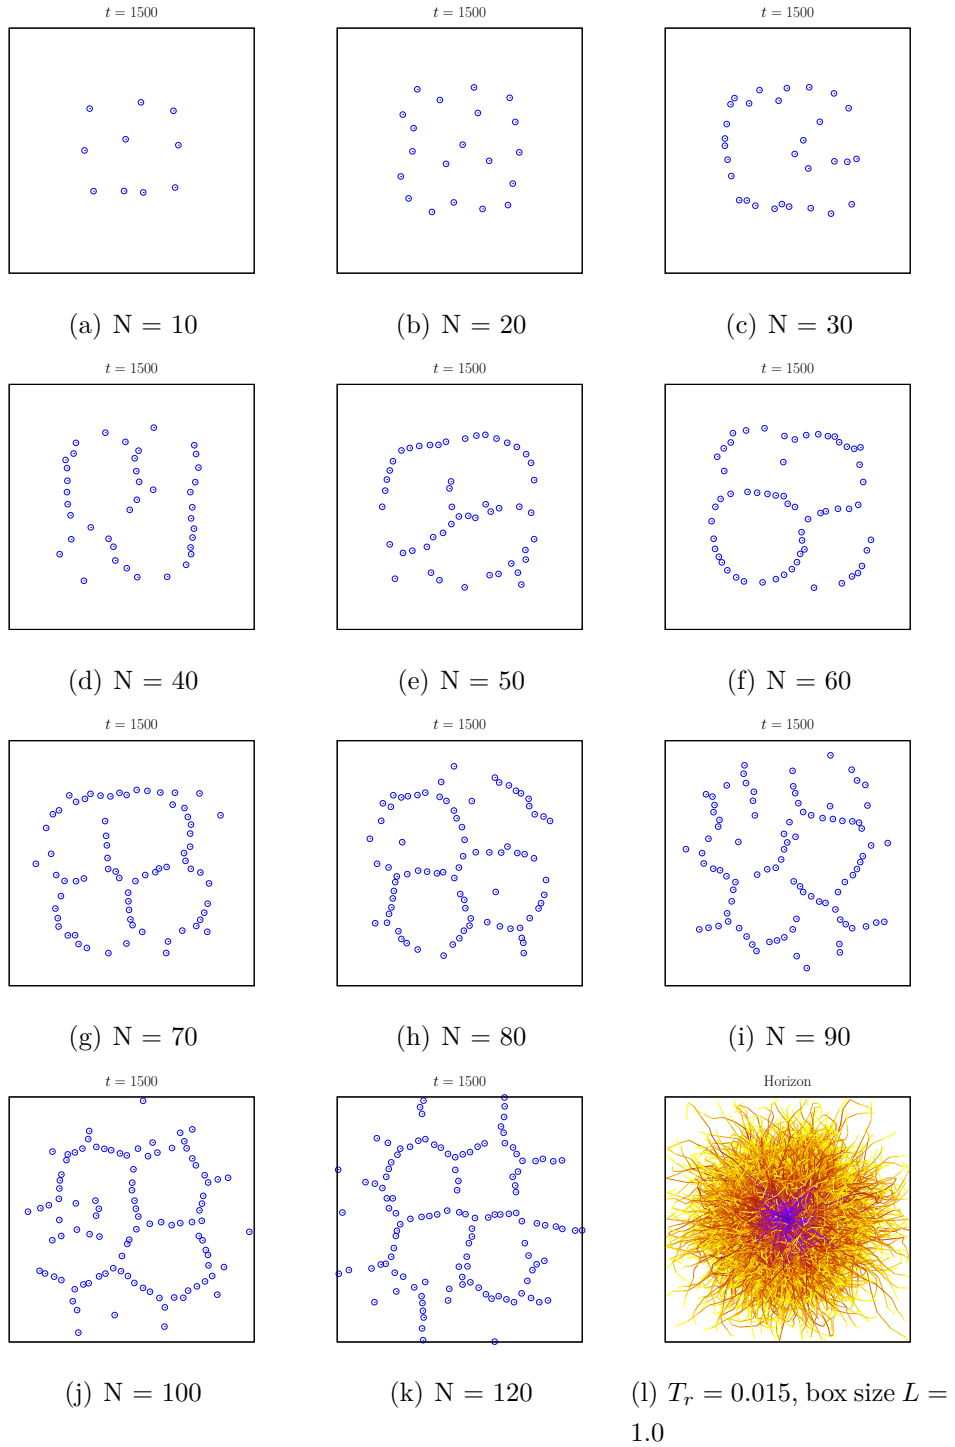 t = 1500
t = 1500
t = 1500
(a) N = 10
(b) N = 20
(c) N = 30
t = 1500
t = 1500
t = 1500
(d) N = 40
(e) N = 50
(f) N = 60
t = 1500
t = 1500
t = 1500
(g) N = 70
(h) N = 80
(i) N = 90
t = 1500
t = 1500
Horizon
(j) N = 100
(k) N = 120
(l) T_r = 0.015, box size L =
1.0